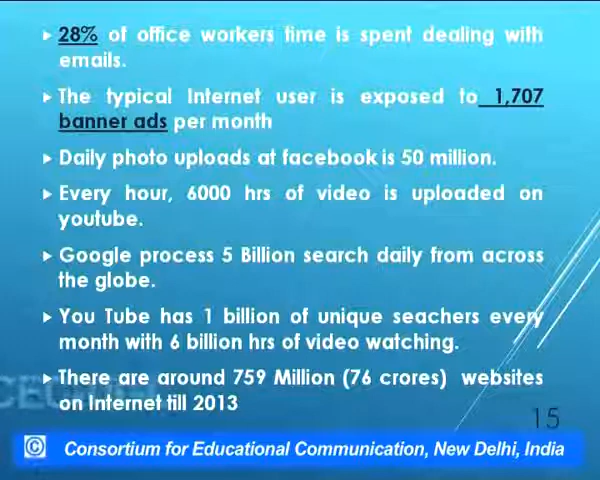 28% of office workers time is spent dealing with
emails.
The typical Internet user is exposed to 1,707
banner ads per month
Daily photo uploads at facebook is 50 million.
Every hour, 6000 hrs of video is uploaded on
youtube.
Google process 5 Billion search daily from across
the globe.
You Tube has 1 billion of unique seachers every
month with 6 billion hrs of video watching.
There are around 759 Million (76 crores) websites
on Internet till 2013
15
© Consortium for Educational Communication, New Delhi, India